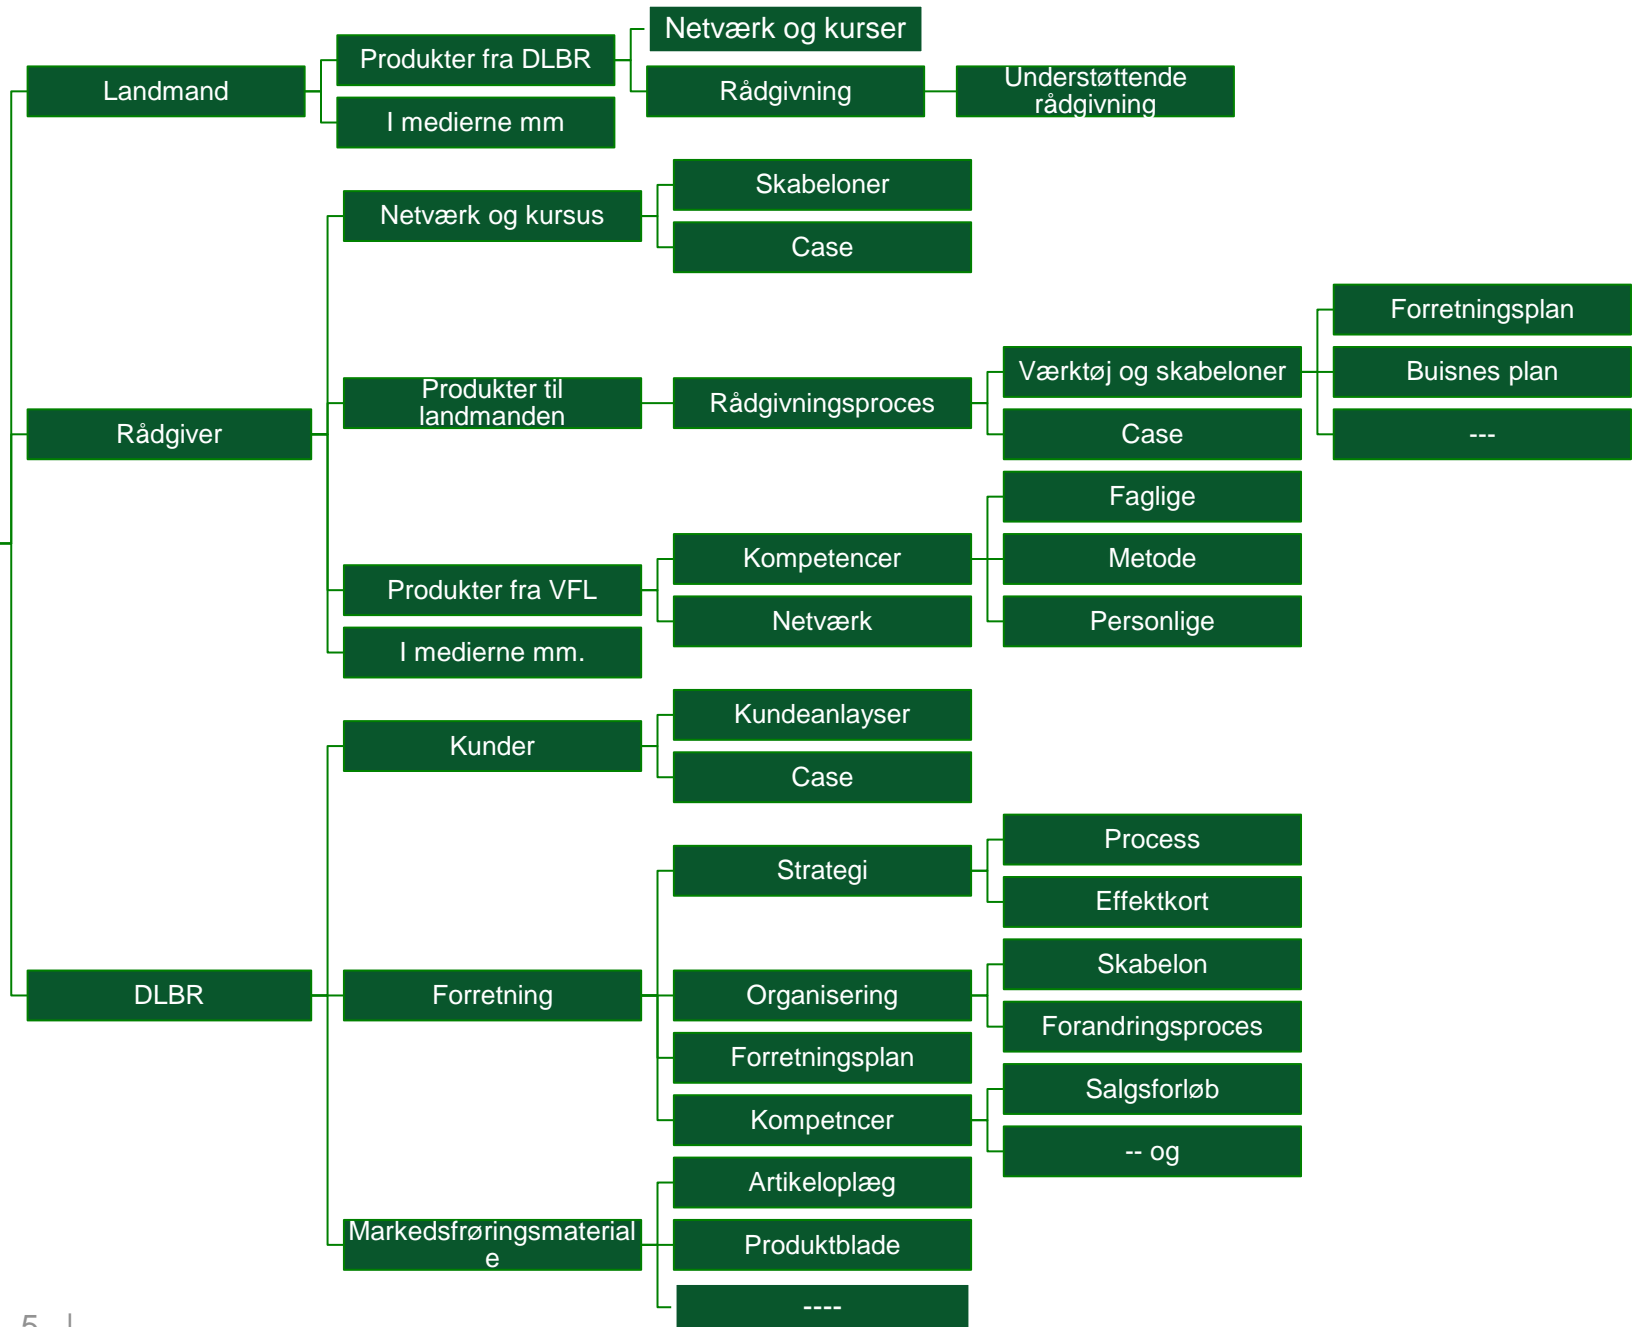 Netværk og kurser
Produkter fra DLBR
Landmand
Rådgivning
Understøttende
rådgivning
I medierne mm
Skabeloner
Netværk og kursus
Case
Forretningsplan
Værktøj og skabeloner
Buisnes plan
Produkter til
landmanden
Rådgivningsproces
Rådgiver
Case
---
Faglige
Kompetencer
Metode
Produkter fra VFL
Netværk
Personlige
I medierne mm.
Kundeanlayser
Kunder
Case
Process
Strategi
Effektkort
Skabelon
DLBR
Forretning
Organisering
Forandringsproces
Forretningsplan
Salgsforløb
Kompetncer
-- og
Artikeloplæg
Markedsfrøringsmaterial
e
Produktblade
----
5 |